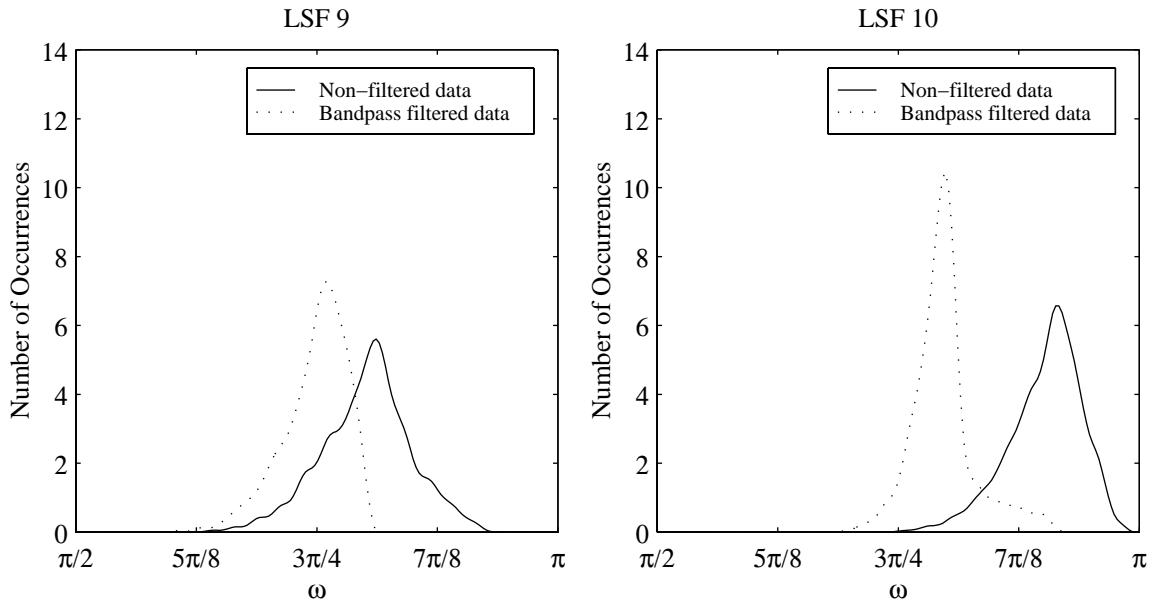 LSF 9
14
12
10
8
6
4
2
0
Number of Occurrences
Non−filtered data
Bandpass filtered data
π/2
5π/8
3π/4
7π/8
π
ω
LSF 10
14
12
10
8
6
4
2
0
Number of Occurrences
Non−filtered data
Bandpass filtered data
π/2
5π/8
3π/4
7π/8
π
ω